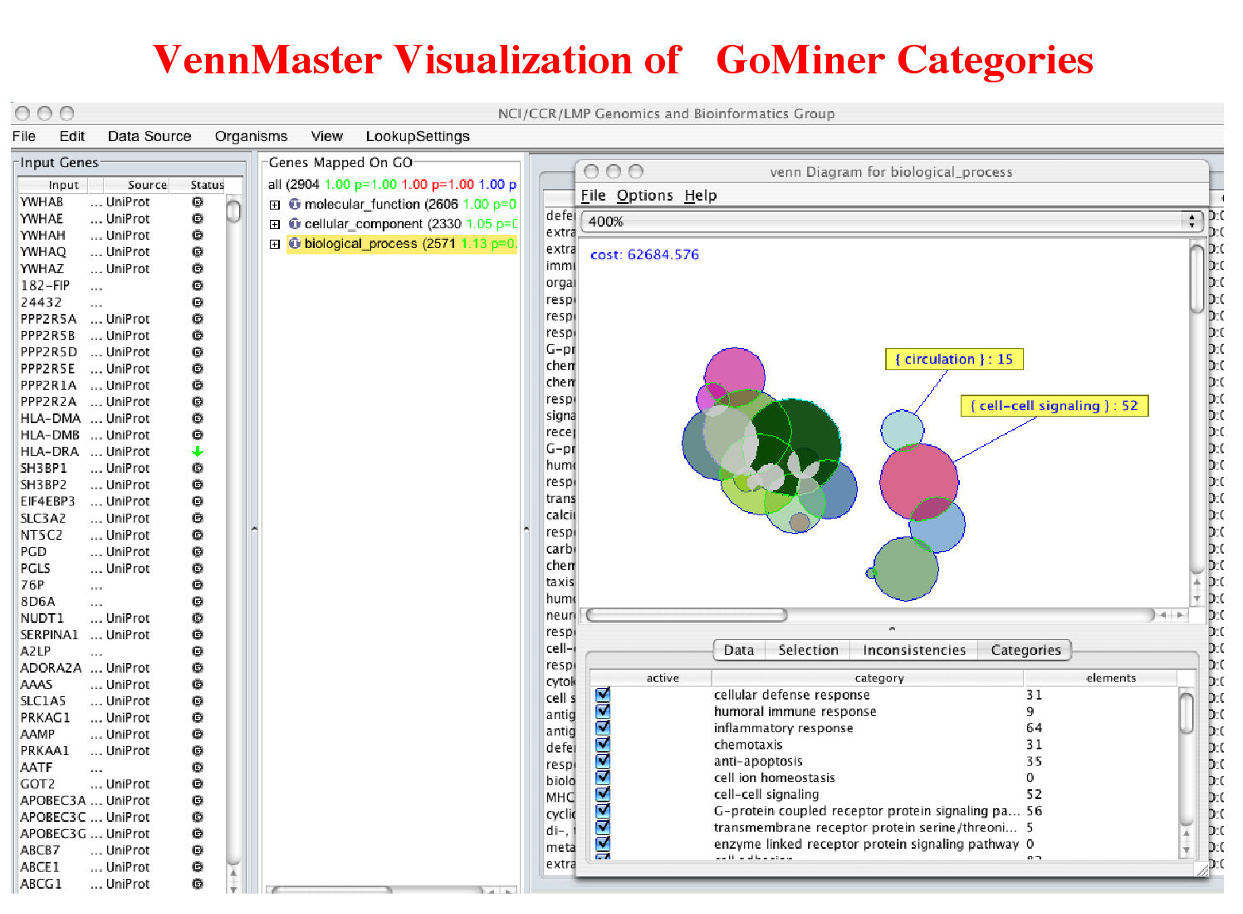 VennMaster Visualization of GoMiner Categories
NCI/CCR/LMP Genomics and Bioinformatics Group
File Edit Data Source Organisms View LookupSettings
Input Genes
Input Source Status
YWHAB ... UniProt
YWHAE ... UniProt
YWHAH ... UniProt
YWHAQ ... UniProt
YWHAZ ... UniProt
182-FIP ...
24432 ...
PPP2R5A ... UniProt
PPP2R5B ... UniProt
PPP2R5D ... UniProt
PPP2R5E ... UniProt
PPP2R1A ... UniProt
PPP2R2A ... UniProt
HLA-DMA ... UniProt
HLA-DMB ... UniProt
HLA-DRA ... UniProt
SH3BP1 ... UniProt
SH3BP2 ... UniProt
EIF4EBP3 ... UniProt
SLC3A2 ... UniProt
NT5C2 ... UniProt
PGD ... UniProt
PGLS ... UniProt
76P ...
8D6A ...
NUDT1 ... UniProt
SERPINA1 ... UniProt
A2LP ...
ADORA2A ... UniProt
AAAS ... UniProt
SLC1A5 ... UniProt
PRKAG1 ... UniProt
AAMP ... UniProt
PRKAA1 ... UniProt
AATF ...
GOT2 ... UniProt
APOBEC3A ... UniProt
APOBEC3C ... UniProt
APOBEC3G ... UniProt
ABCB7 ... UniProt
ABCE1 ... UniProt
ABCG1 ... UniProt
Genes Mapped On GO
all (2904 1.00 p=1.00 1.00 p=1.00 1.00 p
molecular_function (2606 1.00 p=0
cellular_component (2330 1.05 p=0
biological_process (2571 1.13 p=0.
defe
extra
extra
immu
orga
resp
resp
resp
G-pr
chem
chem
resp
signa
recep
G-pr
humo
resp
trans
calciu
resp
carb
chem
taxis
humo
neur
resp
cell-
resp
cytok
cell s
antig
antig
defe
resp
biolo
MHC
cyclic
di-, t
meta
extra
venn Diagram for biological_process
File Options Help
400%
cost: 62684.576
{ circulation } : 15
{ cell-cell signaling } : 52
Data Selection Inconsistencies Categories
active category elements
cellular defense response 31
humoral immune response 9
inflammatory response 64
chemotaxis 31
anti-apoptosis 35
cell ion homeostasis 0
cell-cell signaling 52
G-protein coupled receptor protein signaling pa... 56
transmembrane receptor protein serine/threoni... 5
enzyme linked receptor protein signaling pathway 0